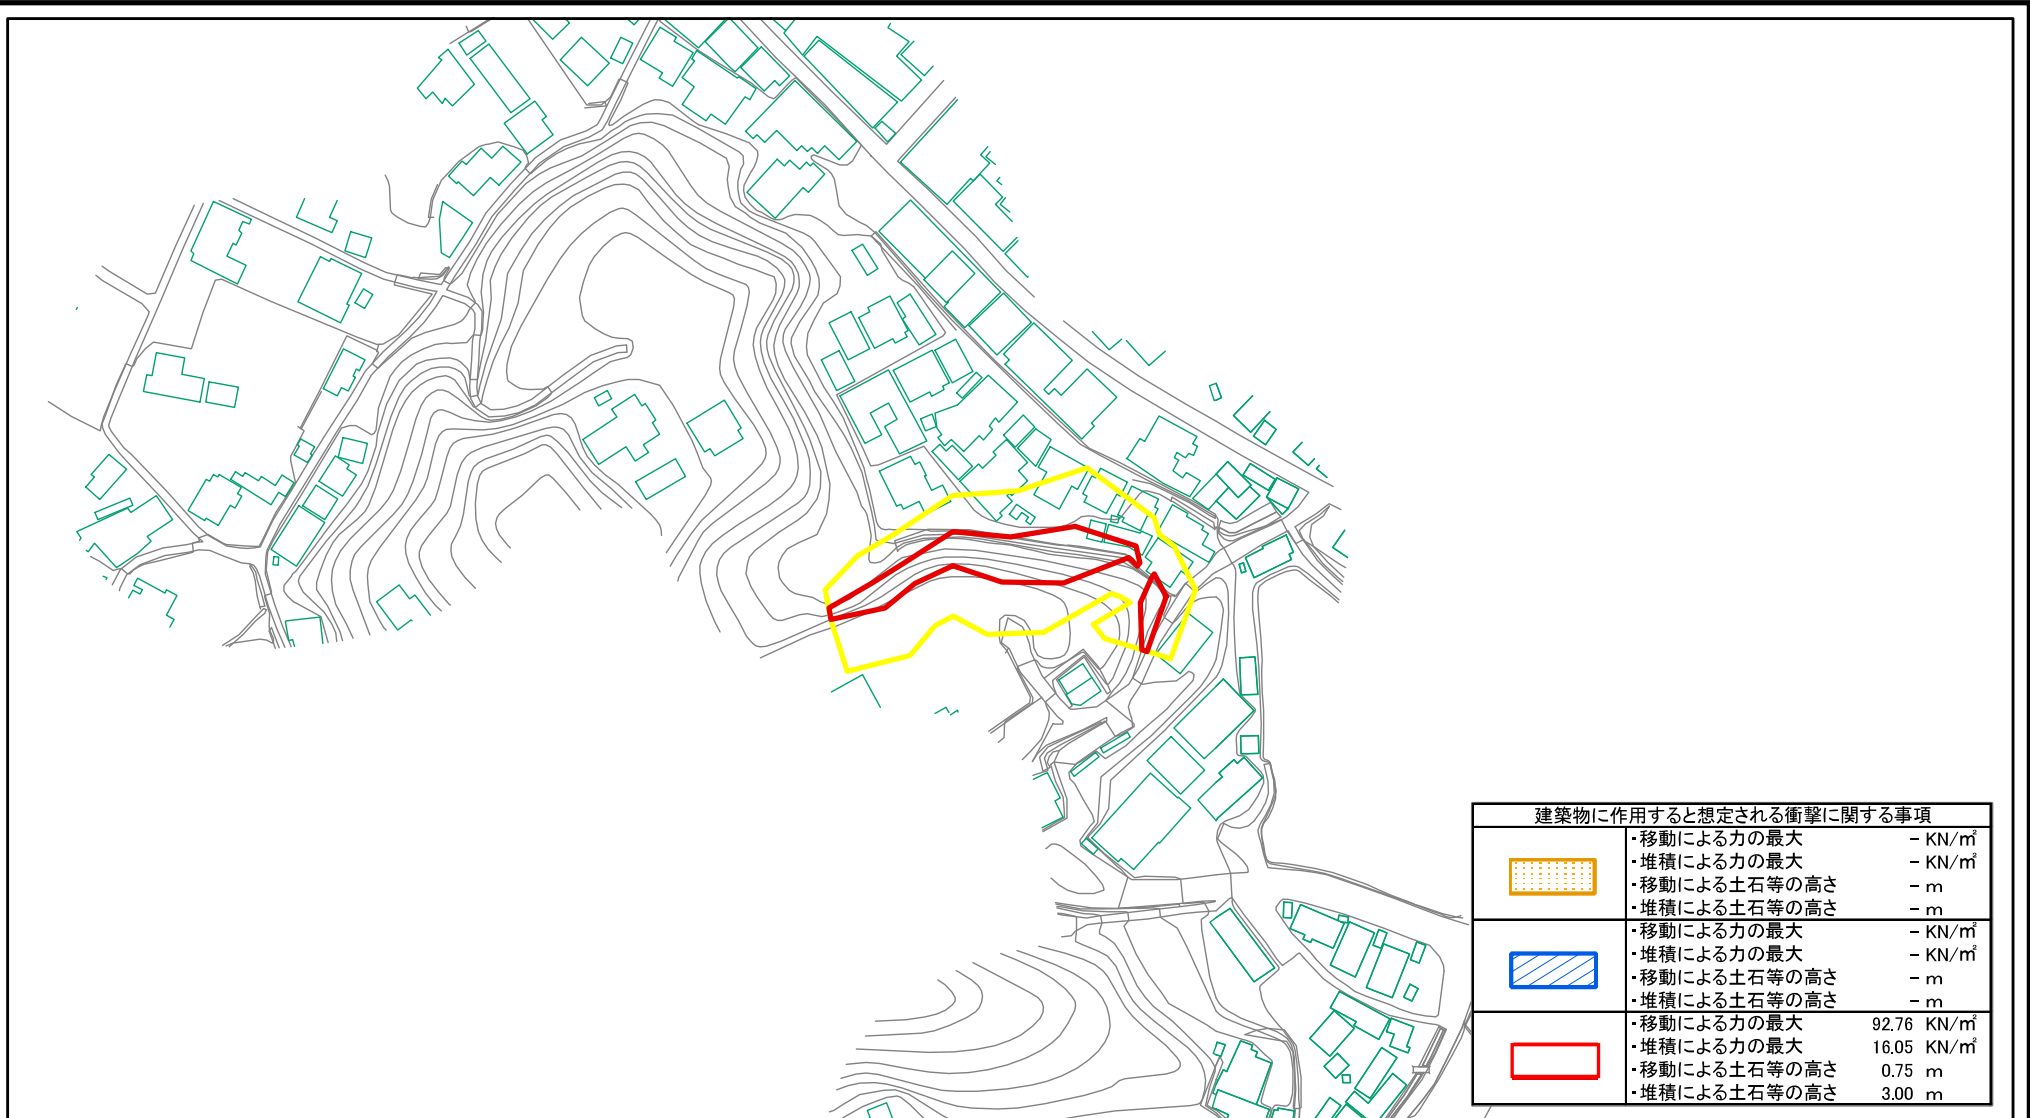 建築物に作用すると想定される衝撃に関する事項
・移動による力の最大 － KN/㎡
・堆積による力の最大 － KN/㎡
・移動による土石等の高さ － m
・堆積による土石等の高さ － m
・移動による力の最大 － KN/㎡
・堆積による力の最大 － KN/㎡
・移動による土石等の高さ － m
・堆積による土石等の高さ － m
・移動による力の最大 92.76 KN/㎡
・堆積による力の最大 16.05 KN/㎡
・移動による土石等の高さ 0.75 m
・堆積による土石等の高さ 3.00 m